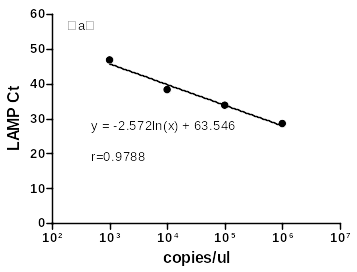 60
□a□
50
40
30
20
10
0
LAMP Ct
y = -2.572ln(x) + 63.546
r=0.9788
10² 10³ 10⁴ 10⁵ 10⁶ 10⁷
copies/ul